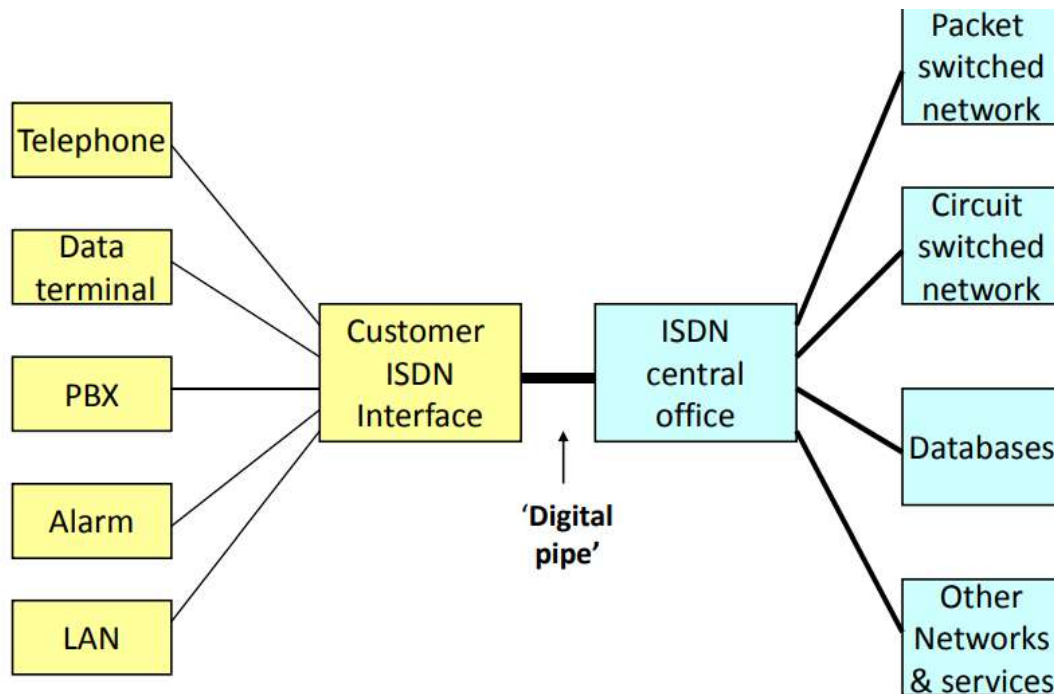 Telephone
Data
terminal
PBX
Alarm
LAN
Customer
ISDN
Interface
‘Digital
pipe’
ISDN
central
office
Packet
switched
network
Circuit
switched
network
Databases
Other
Networks
& services